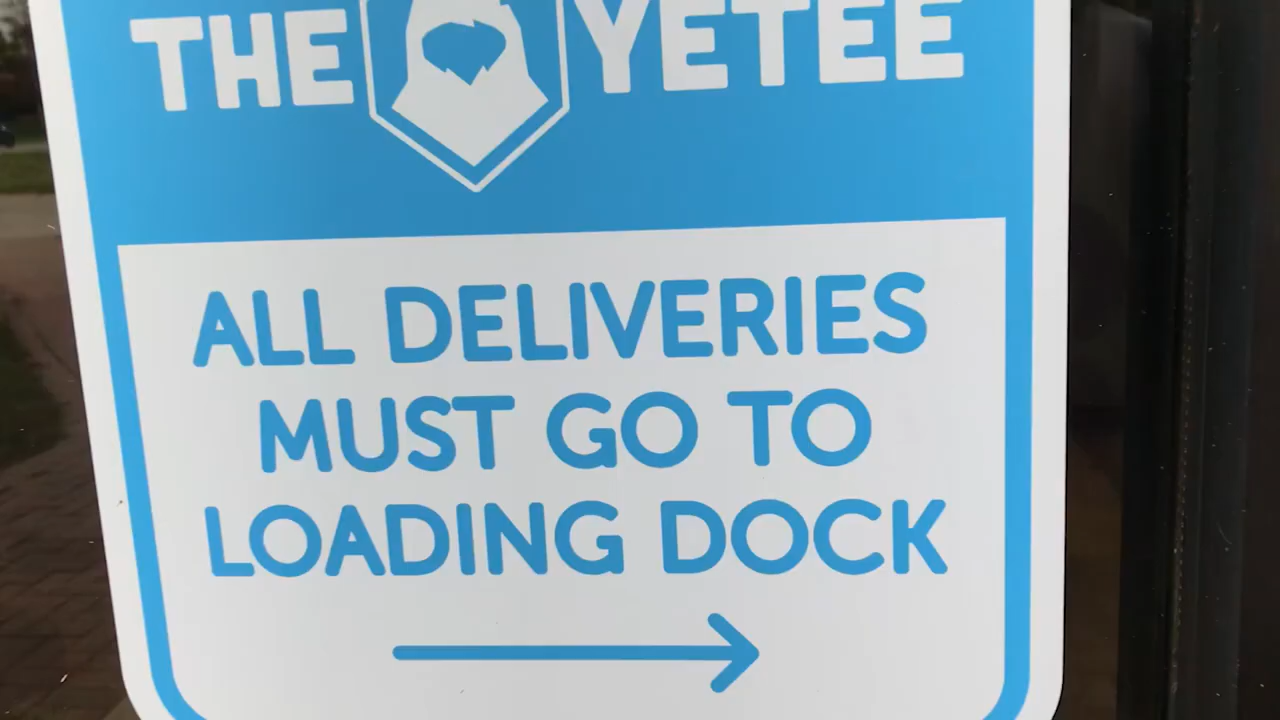 THE YETEE
ALL DELIVERIES
MUST GO TO
LOADING DOCK